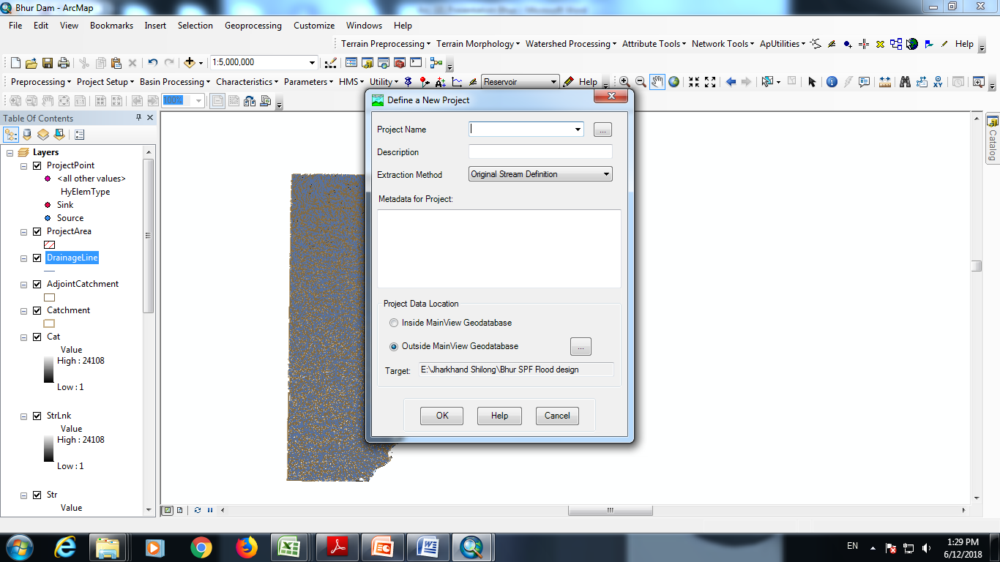 Bhur Dam - ArcMap
File Edit View Bookmarks Insert Selection Geoprocessing Customize Windows Help
Terrain Preprocessing Terrain Morphology Watershed Processing Attribute Tools Network Tools ApUtilities Help
1:5,000,000
Preprocessing Project Setup Basin Processing Characteristics Parameters HMS Utility Reservoir Help
100%
Table Of Contents
Layers
ProjectPoint
<all other values>
HyElemType
Sink
Source
ProjectArea
DrainageLine
AdjointCatchment
Catchment
Cat
Value
High : 24108
Low : 1
StrLnk
Value
High : 24108
Low : 1
Str
Value
Define a New Project
Project Name
...
Description
Extraction Method Original Stream Definition
Metadata for Project:
Project Data Location
Inside MainView Geodatabase
Outside MainView Geodatabase ...
Target: E:\Jharkhand Shilong\Bhur SPF Flood design
OK Help Cancel
Catalog
EN
1:29 PM
6/12/2018